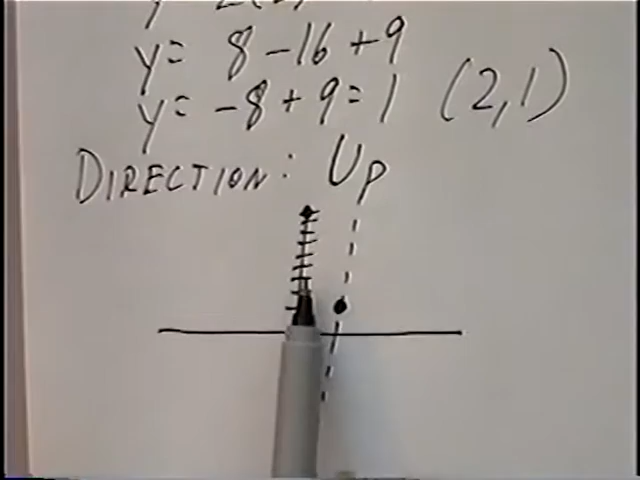 y= 8-16+9
y= -8+9=1 (2,1)
DIRECTION: Up